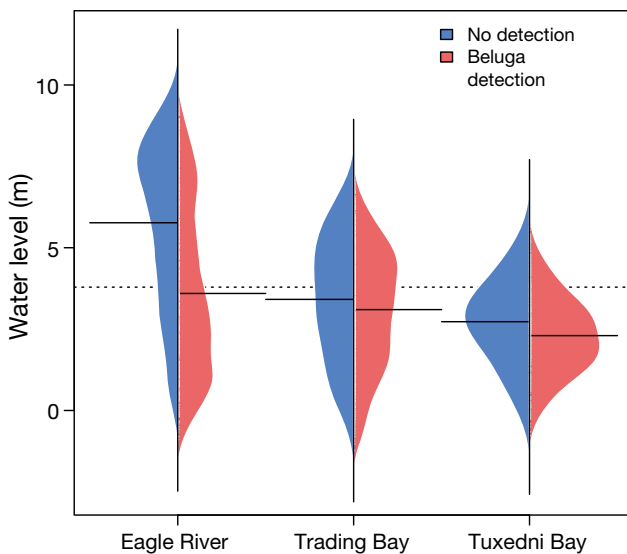 No detection
Beluga
detection
10
5
0
Water level (m)
Eagle River
Trading Bay
Tuxedni Bay